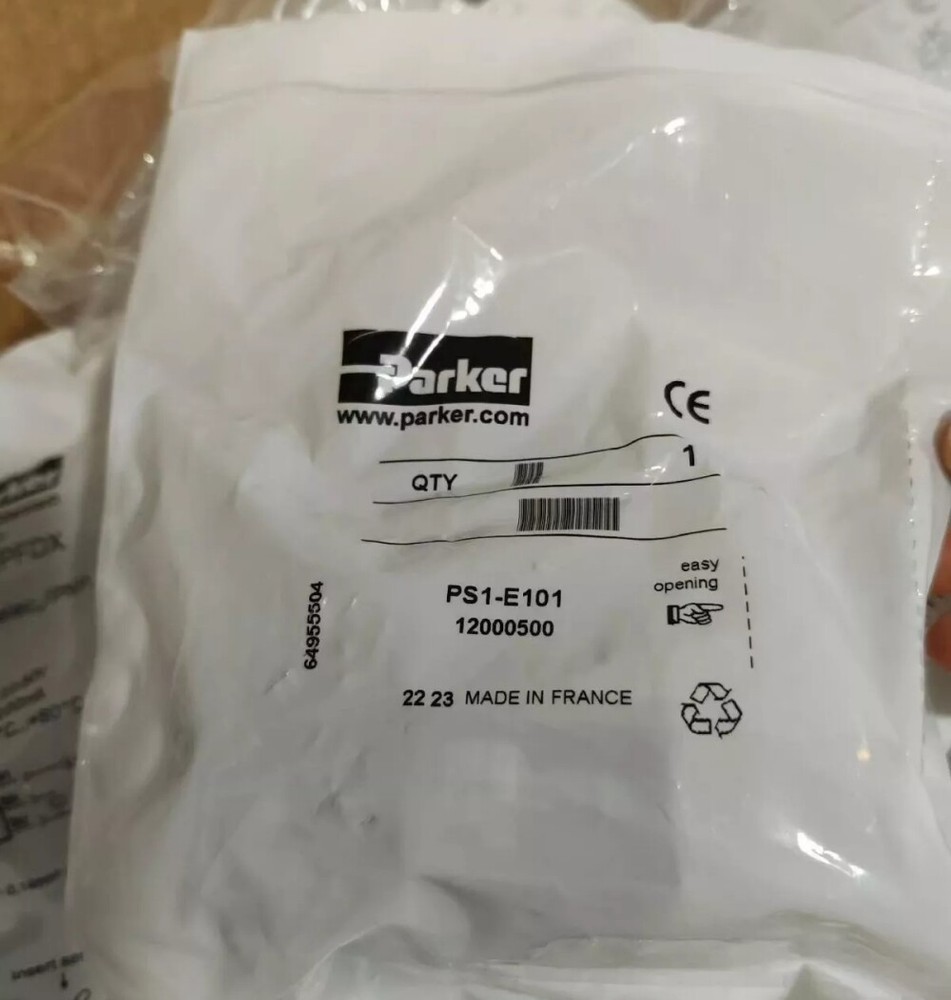 Parker
www.parker.com
CE
QTY 1
easy
opening
PS1-E101
12000500
64955504
22 23 MADE IN FRANCE